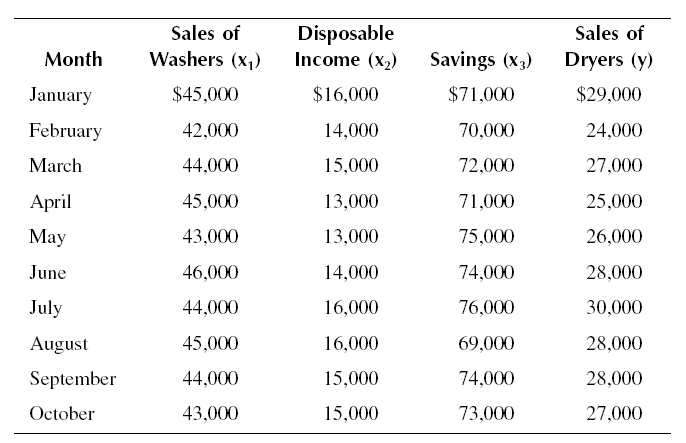 Sales of Disposable Sales of
Month Washers (x₁) Income (x₂) Savings (x₃) Dryers (y)
January $45,000 $16,000 $71,000 $29,000
February 42,000 14,000 70,000 24,000
March 44,000 15,000 72,000 27,000
April 45,000 13,000 71,000 25,000
May 43,000 13,000 75,000 26,000
June 46,000 14,000 74,000 28,000
July 44,000 16,000 76,000 30,000
August 45,000 16,000 69,000 28,000
September 44,000 15,000 74,000 28,000
October 43,000 15,000 73,000 27,000